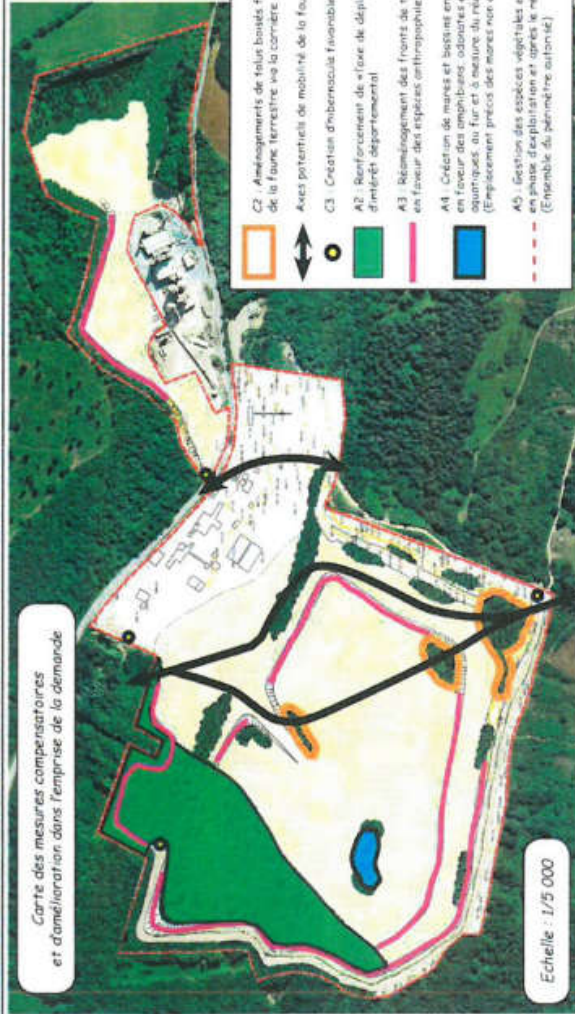 Carte des mesures compensatoires
et d'amélioration dans l'emprise de la demande
C2 : Aménagements de talus boisés f
de la faune terrestre via la carrière
Axes potentiels de mobilité de la fau
C3 : Création d'hibernacula favorable
A2 : Renforcement de l'axe de dépl
d'intérêt départemental
A3 : Réaménagement des fronts de t
en faveur des espèces anthropophiles
A4 : Création de mares et bassins en
en faveur des amphibiens, odonates e
aquatiques, au fur et à mesure du réa
(Emplacement précis des mares non d
A5 : Gestion des espèces végétales e
en phase d'exploitation et après le ré
(Ensemble du périmètre autorisé)
Echelle : 1/5 000